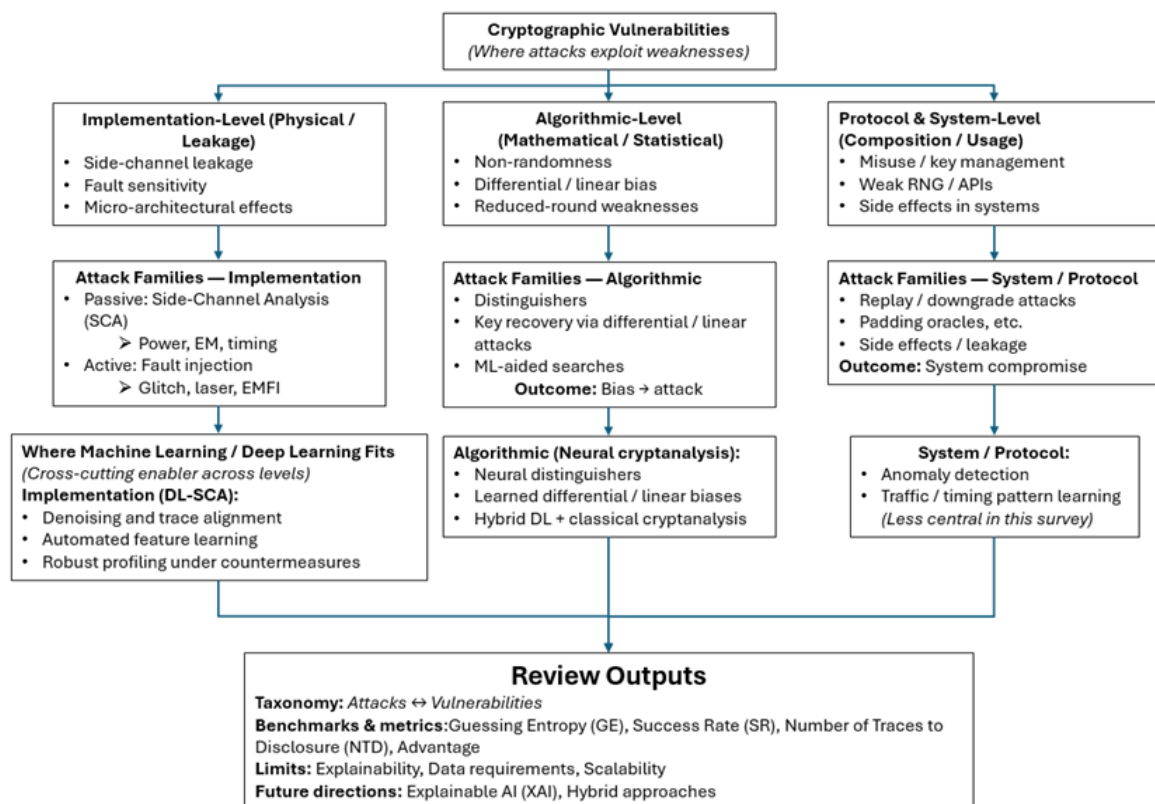 Cryptographic Vulnerabilities
(Where attacks exploit weaknesses)
Implementation-Level (Physical /
Leakage)
• Side-channel leakage
• Fault sensitivity
• Micro-architectural effects
Algorithmic-Level
(Mathematical / Statistical)
• Non-randomness
• Differential / linear bias
• Reduced-round weaknesses
Protocol & System-Level
(Composition / Usage)
• Misuse / key management
• Weak RNG / APIs
• Side effects in systems
Attack Families — Implementation
• Passive: Side-Channel Analysis
(SCA)
➢ Power, EM, timing
• Active: Fault injection
➢ Glitch, laser, EMFI
Attack Families — Algorithmic
• Distinguishers
• Key recovery via differential / linear
attacks
• ML-aided searches
Outcome: Bias → attack
Attack Families — System / Protocol
• Replay / downgrade attacks
• Padding oracles, etc.
• Side effects / leakage
Outcome: System compromise
Where Machine Learning / Deep Learning Fits
(Cross-cutting enabler across levels)
Implementation (DL-SCA):
• Denoising and trace alignment
• Automated feature learning
• Robust profiling under countermeasures
Algorithmic (Neural cryptanalysis):
• Neural distinguishers
• Learned differential / linear biases
• Hybrid DL + classical cryptanalysis
System / Protocol:
• Anomaly detection
• Traffic / timing pattern learning
(Less central in this survey)
Review Outputs
Taxonomy: Attacks ↔ Vulnerabilities
Benchmarks & metrics:Guessing Entropy (GE), Success Rate (SR), Number of Traces to
Disclosure (NTD), Advantage
Limits: Explainability, Data requirements, Scalability
Future directions: Explainable AI (XAI), Hybrid approaches